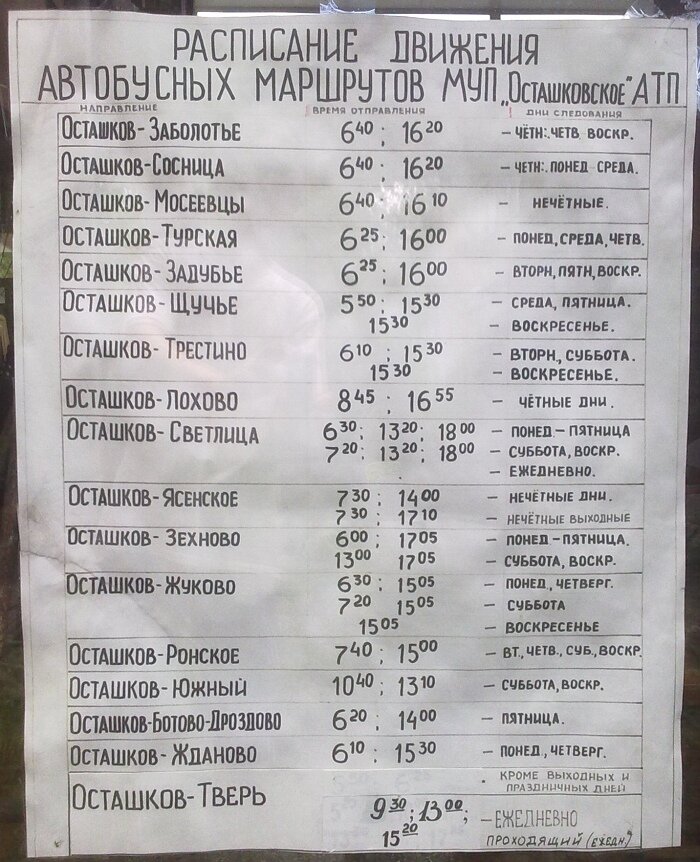 РАСПИСАНИЕ ДВИЖЕНИЯ
АВТОБУСНЫХ МАРШРУТОВ МУП „ОСТАШКОВСКОЕ" АТП
НАПРАВЛЕНИЕ ВРЕМЯ ОТПРАВЛЕНИЯ ДНИ СЛЕДОВАНИЯ
ОСТАШКОВ-ЗАБОЛОТЬЕ 6 40 ; 16 20 - ЧЁТН:. ЧЕТВ ВОСКР.
ОСТАШКОВ-СОСНИЦА 6 40 ; 16 20 - ЧЕТН:. ПОНЕД СРЕДА.
ОСТАШКОВ-МОСЕЕВЦЫ 6 40 ; 16 10 - НЕЧЁТНЫЕ.
ОСТАШКОВ-ТУРСКАЯ 6 25 ; 16 00 - ПОНЕД, СРЕДА, ЧЕТВ.
ОСТАШКОВ-ЗАДУБЬЕ 6 25 ; 16 00 - ВТОРН, ПЯТН, ВОСКР.
ОСТАШКОВ-ЩУЧЬЕ 5 50 ; 15 30 - СРЕДА, ПЯТНИЦА.
15 30 - ВОСКРЕСЕНЬЕ.
ОСТАШКОВ-ТРЕСТИНО 6 10 ; 15 30 - ВТОРН., СУББОТА.
15 30 - ВОСКРЕСЕНЬЕ.
ОСТАШКОВ-ЛОХОВО 8 45 ; 16 55 - ЧЁТНЫЕ ДНИ.
ОСТАШКОВ-СВЕТЛИЦА 6 30 ; 13 20 ; 18 00 - ПОНЕД.-ПЯТНИЦА
7 20 ; 13 20 ; 18 00 - СУББОТА, ВОСКР.
- ЕЖЕДНЕВНО.
ОСТАШКОВ-ЯСЕНСКОЕ 7 30 ; 14 00 - НЕЧЁТНЫЕ ДНИ.
7 30 ; 17 10 - НЕЧЁТНЫЕ ВЫХОДНЫЕ
ОСТАШКОВ-ЗЕХНОВО 6 00 ; 17 05 - ПОНЕД-ПЯТНИЦА.
13 00 17 05 - СУББОТА, ВОСКР.
ОСТАШКОВ-ЖУКОВО 6 30 ; 15 05 - ПОНЕД, ЧЕТВЕРГ.
7 20 15 05 - СУББОТА
15 05 - ВОСКРЕСЕНЬЕ
ОСТАШКОВ-РОНСКОЕ 7 40 ; 15 00 - ВТ., ЧЕТВ., СУБ., ВОСКР
ОСТАШКОВ-ЮЖНЫЙ 10 40 ; 13 10 - СУББОТА, ВОСКР.
ОСТАШКОВ-БОТОВО-ДРОЗДОВО 6 20 ; 14 00 - ПЯТНИЦА.
ОСТАШКОВ-ЖДАНОВО 6 10 ; 15 30 - ПОНЕД, ЧЕТВЕРГ.
КРОМЕ ВЫХОДНЫХ И
ПРАЗДНИЧНЫХ ДНЕЙ
ОСТАШКОВ-ТВЕРЬ 9 30 ; 13 00 ; - ЕЖЕДНЕВНО
15 20 ПРОХОДЯЩИЙ (ЕЖЕДН.)